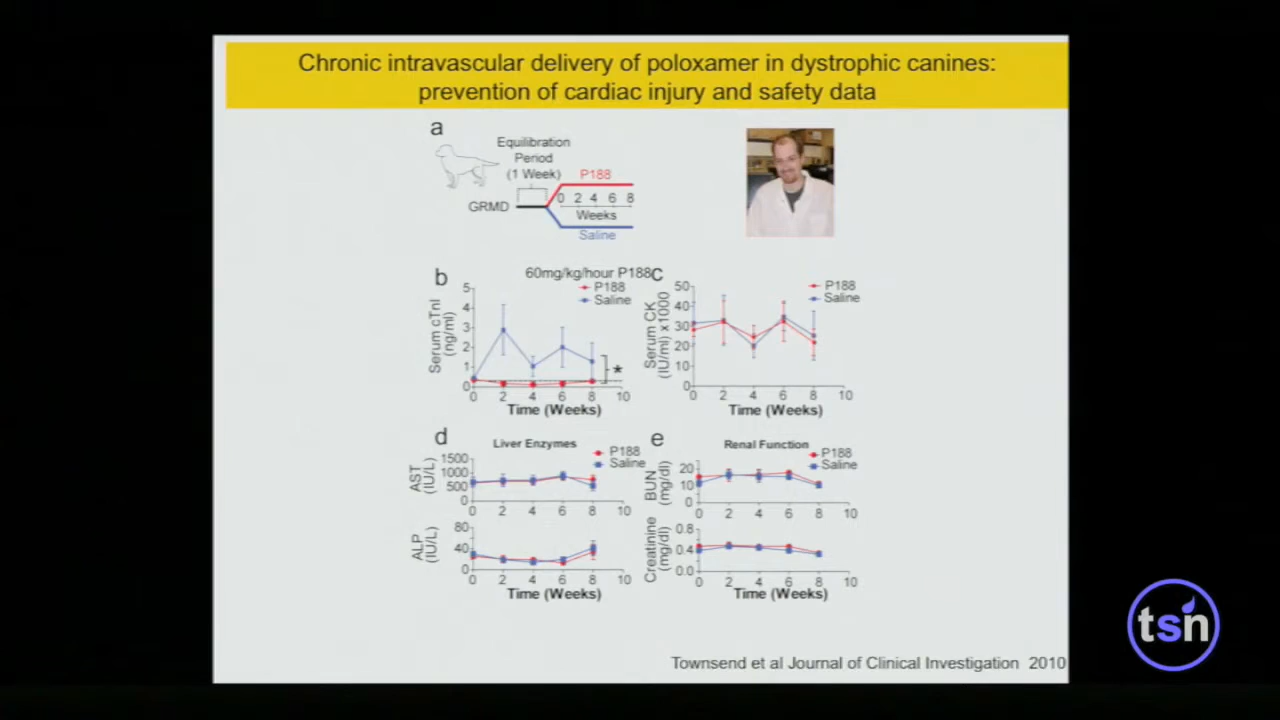 Chronic intravascular delivery of poloxamer in dystrophic canines:
prevention of cardiac injury and safety data
a
Equilibration
Period
(1 Week)
P188
0 2 4 6 8
GRMD
Weeks
Saline
b
60mg/kg/hour P188
P188
Saline
Serum cTnI
(ng/ml)
5
4
3
2
1
0
*
0 2 4 6 8 10
Time (Weeks)
c
P188
Saline
Serum CK
(IU/ml) x1000
50
40
30
20
10
0
0 2 4 6 8 10
Time (Weeks)
d
Liver Enzymes
P188
Saline
AST
(IU/L)
1500
1000
500
0
0 2 4 6 8 10
ALP
(IU/L)
80
40
0
0 2 4 6 8 10
Time (Weeks)
e
Renal Function
P188
Saline
BUN
(mg/dl)
20
10
0
0 2 4 6 8 10
Creatinine
(mg/dl)
0.8
0.4
0.0
0 2 4 6 8 10
Time (Weeks)
Townsend et al Journal of Clinical Investigation 2010
tsn